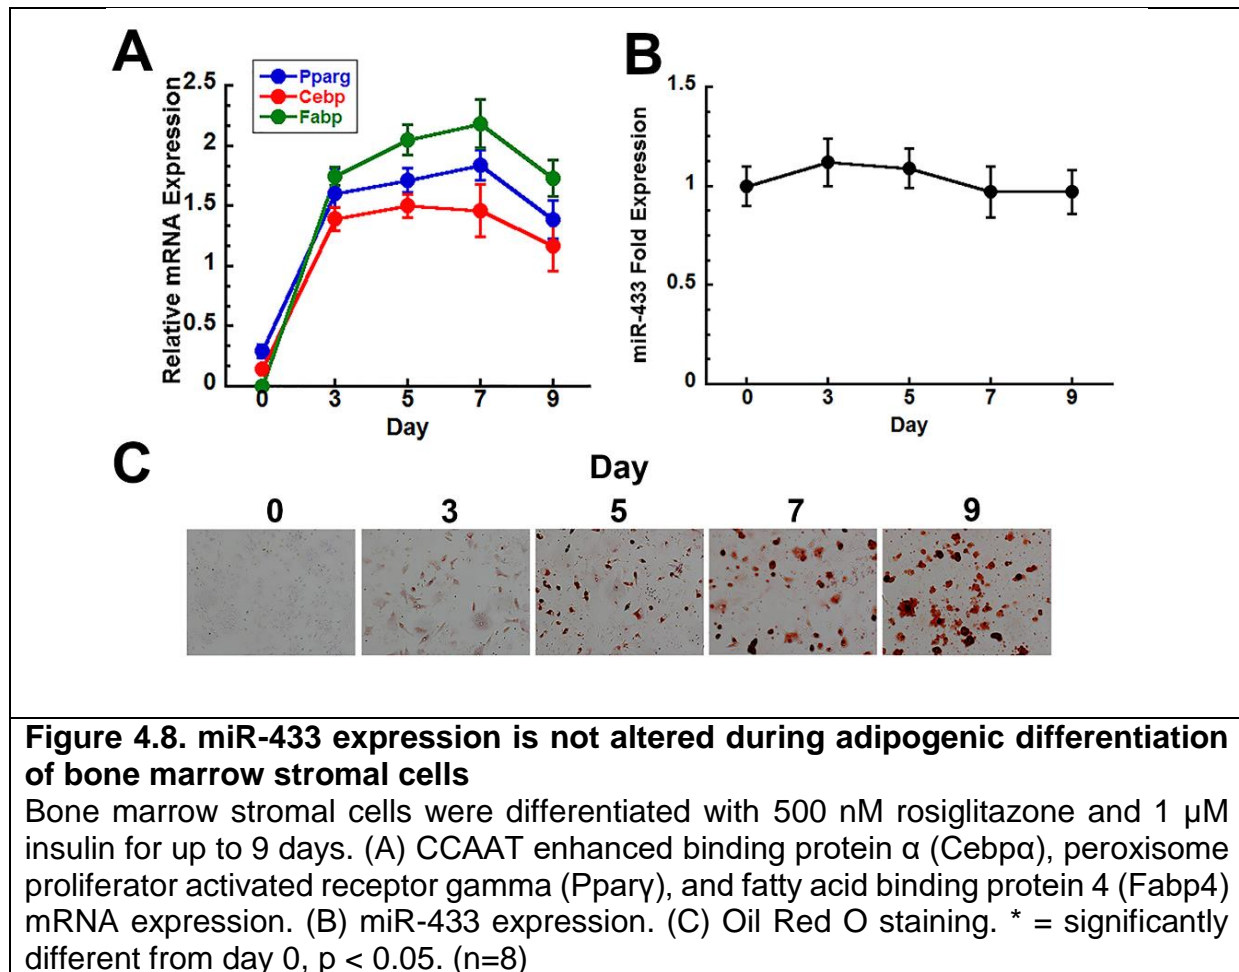 A
Pparg
Cebp
Fabp
2.5
2
1.5
1
0.5
0
Relative mRNA Expression
0 3 5 7 9
Day
B
1.5
1
0.5
0
miR-433 Fold Expression
0 3 5 7 9
Day
C
Day
0 3 5 7 9
Figure 4.8. miR-433 expression is not altered during adipogenic differentiation
of bone marrow stromal cells
Bone marrow stromal cells were differentiated with 500 nM rosiglitazone and 1 µM
insulin for up to 9 days. (A) CCAAT enhanced binding protein α (Cebpα), peroxisome
proliferator activated receptor gamma (Pparγ), and fatty acid binding protein 4 (Fabp4)
mRNA expression. (B) miR-433 expression. (C) Oil Red O staining. * = significantly
different from day 0, p < 0.05. (n=8)